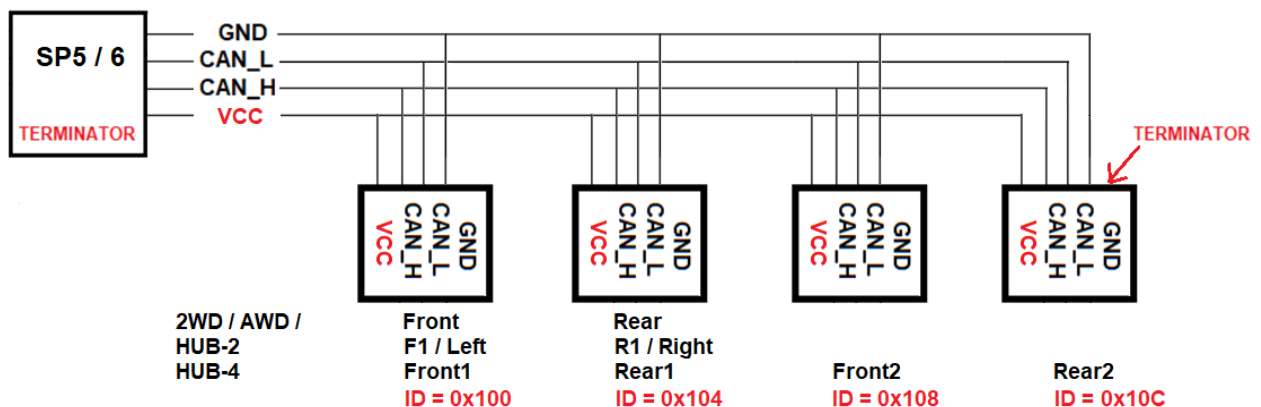 SP5 / 6
TERMINATOR
GND
CAN_L
CAN_H
VCC
TERMINATOR
VCC
CAN_H
CAN_L
GND
VCC
CAN_H
CAN_L
GND
VCC
CAN_H
CAN_L
GND
VCC
CAN_H
CAN_L
GND
2WD / AWD / Front Rear
HUB-2 F1 / Left R1 / Right
HUB-4 Front1 Rear1 Front2 Rear2
ID = 0x100 ID = 0x104 ID = 0x108 ID = 0x10C